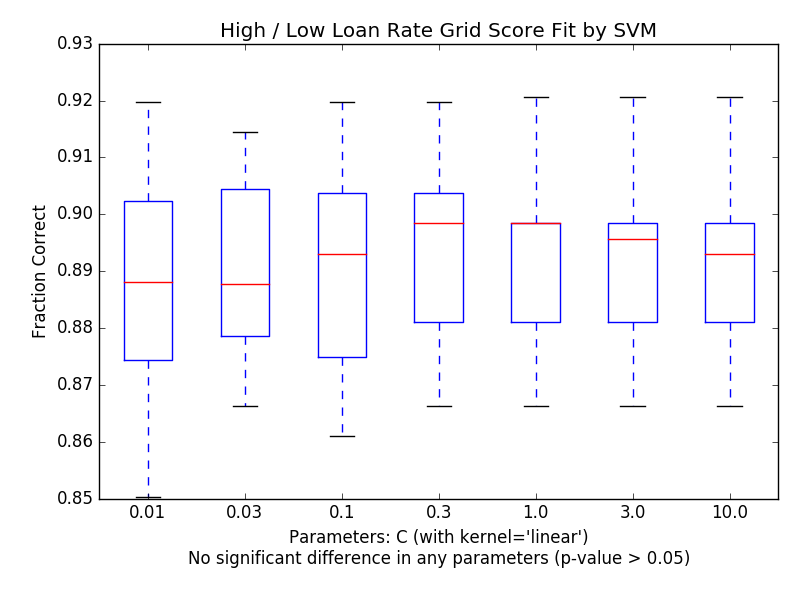 High / Low Loan Rate Grid Score Fit by SVM
0.93
0.92
0.91
0.90
0.89
0.88
0.87
0.86
0.85
Fraction Correct
0.01 0.03 0.1 0.3 1.0 3.0 10.0
Parameters: C (with kernel='linear')
No significant difference in any parameters (p-value > 0.05)